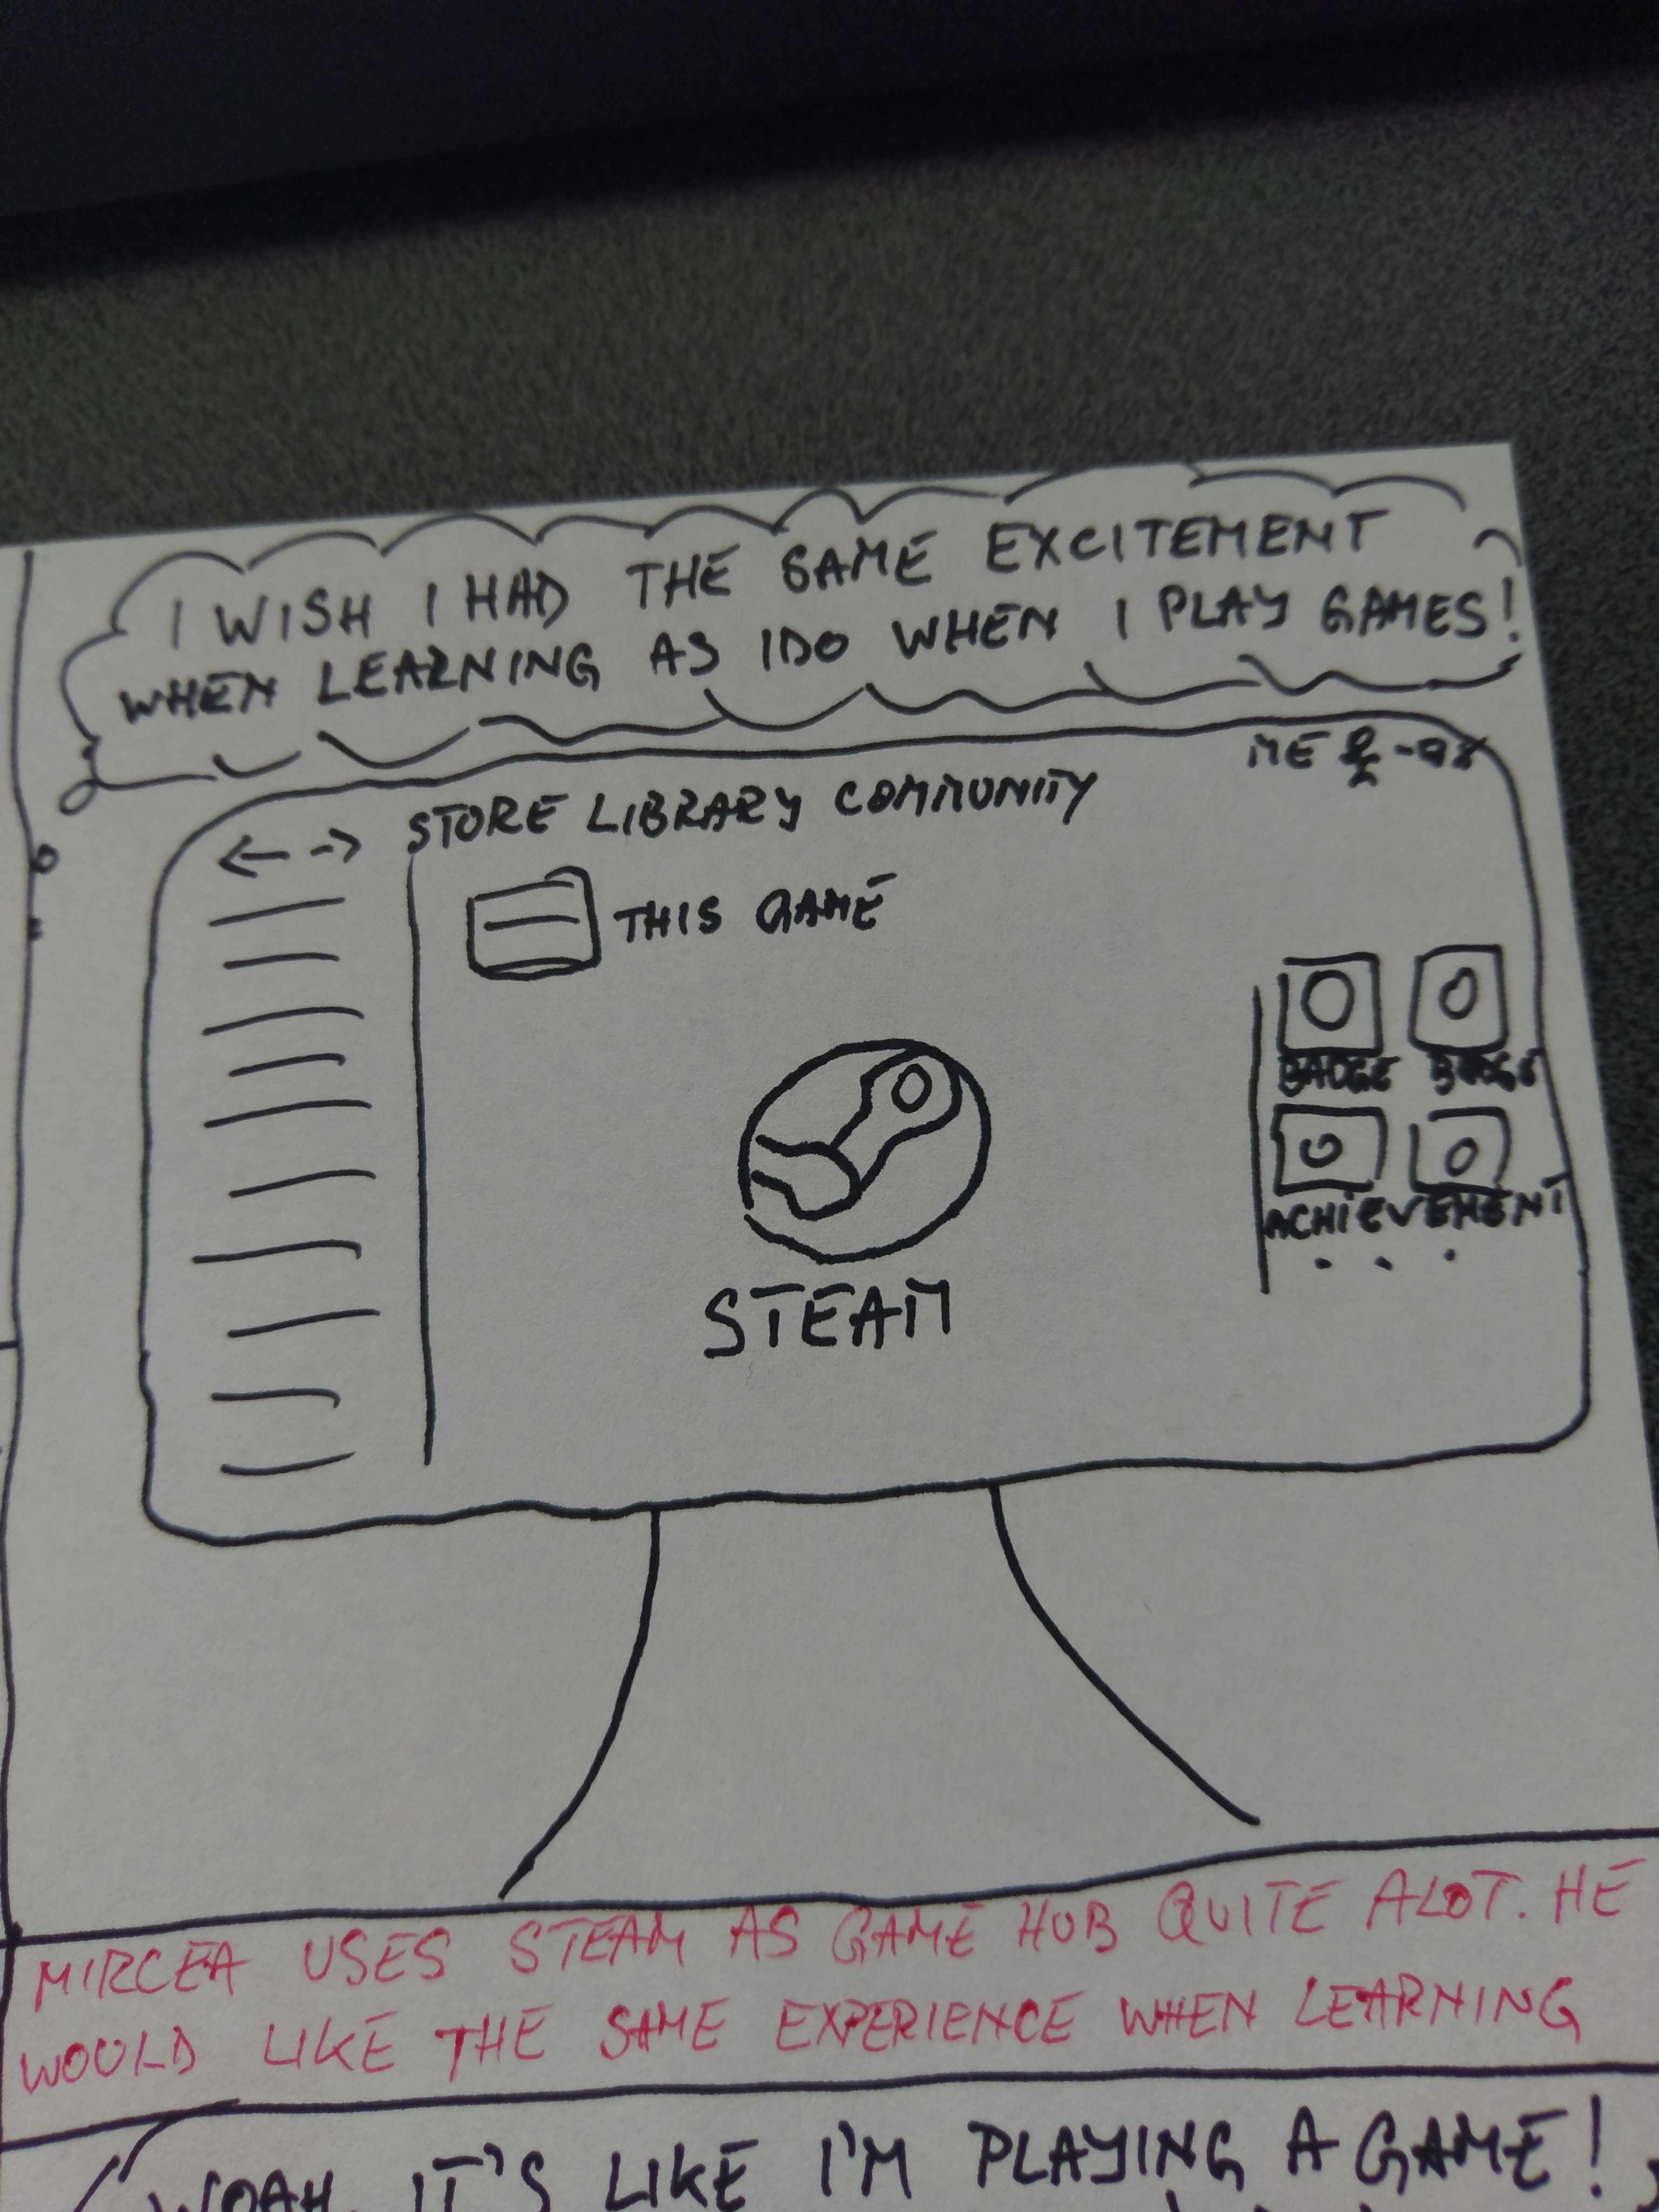 I WISH I HAD THE SAME EXCITEMENT
WHEN LEARNING AS I DO WHEN I PLAY GAMES!
ME
STORE LIBRARY COMMUNITY
THIS GAME
BADGE BADGE
ACHIEVEMENT
...
STEAM
MIRCEA USES STEAM AS GAME HUB QUITE ALOT. HE
WOULD LIKE THE SAME EXPERIENCE WHEN LEARNING
WOAH, IT'S LIKE I'M PLAYING A GAME!